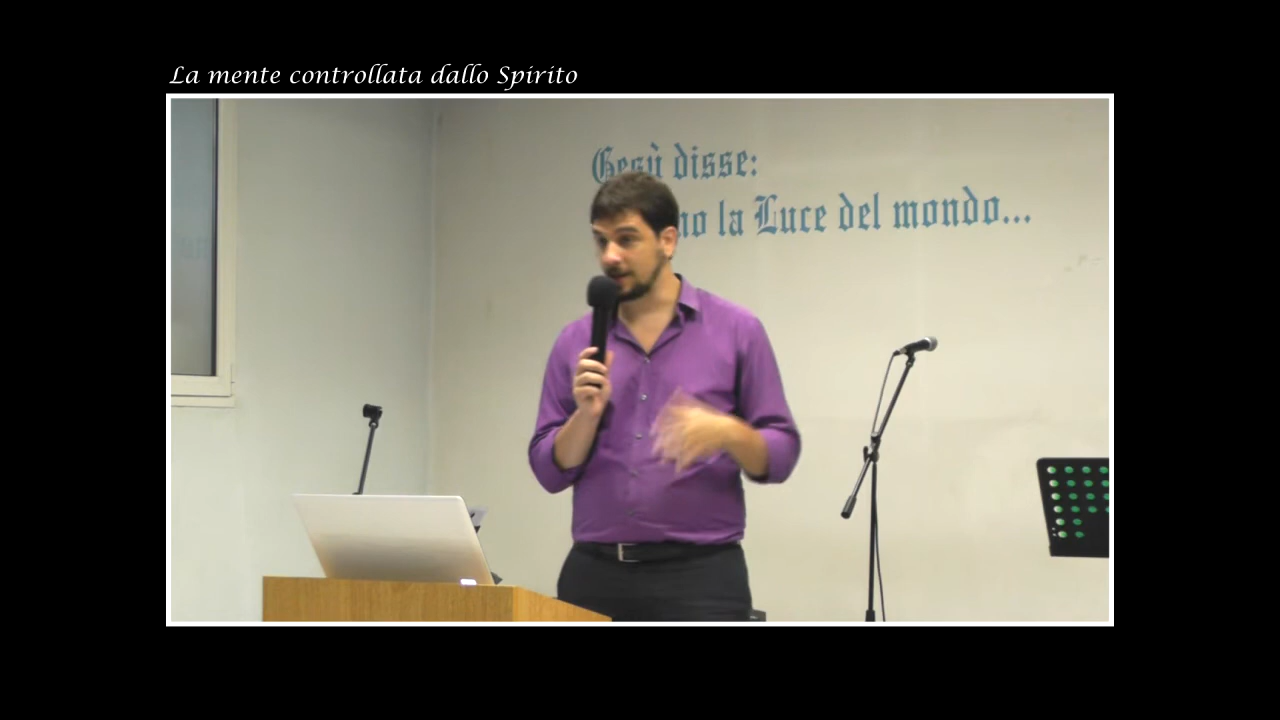 La mente controllata dallo Spirito
Gesù disse:
la Luce del mondo...